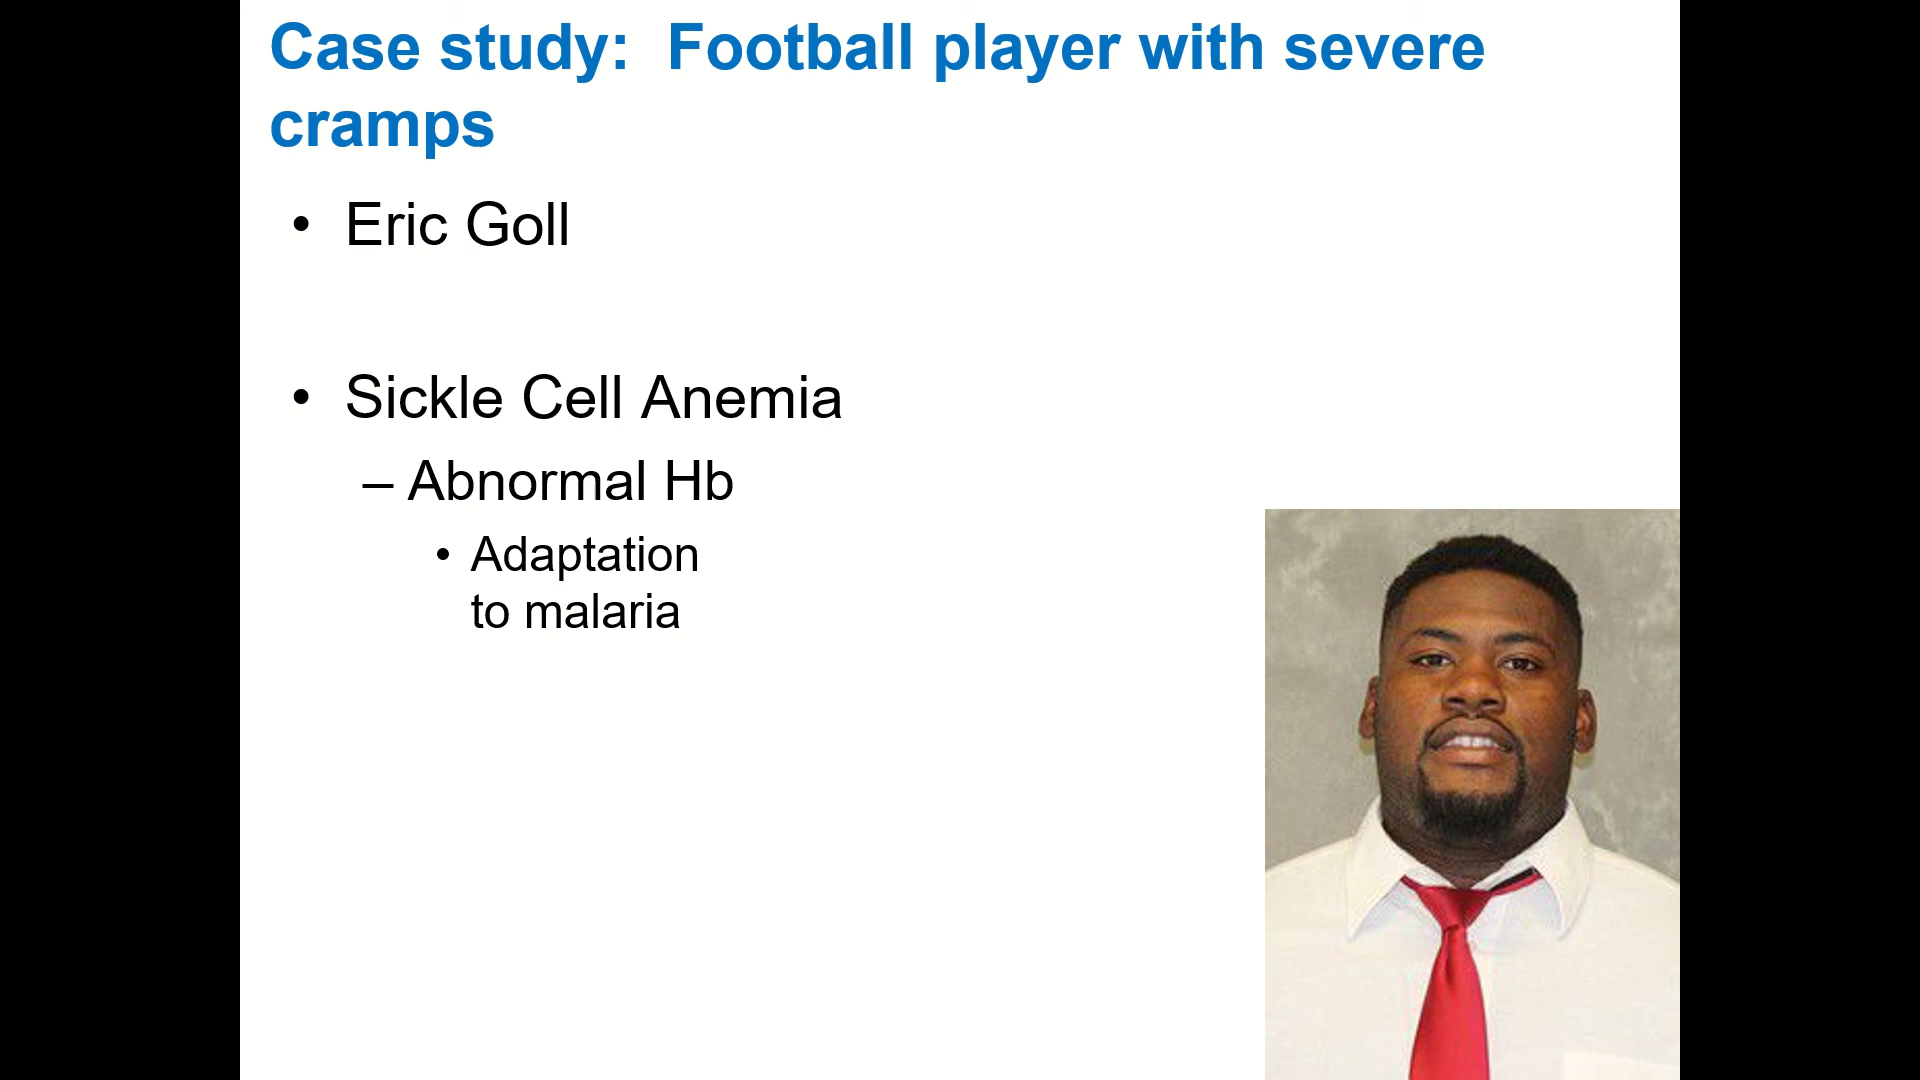 Case study:  Football player with severe
cramps
• Eric Goll
• Sickle Cell Anemia
– Abnormal Hb
• Adaptation
to malaria